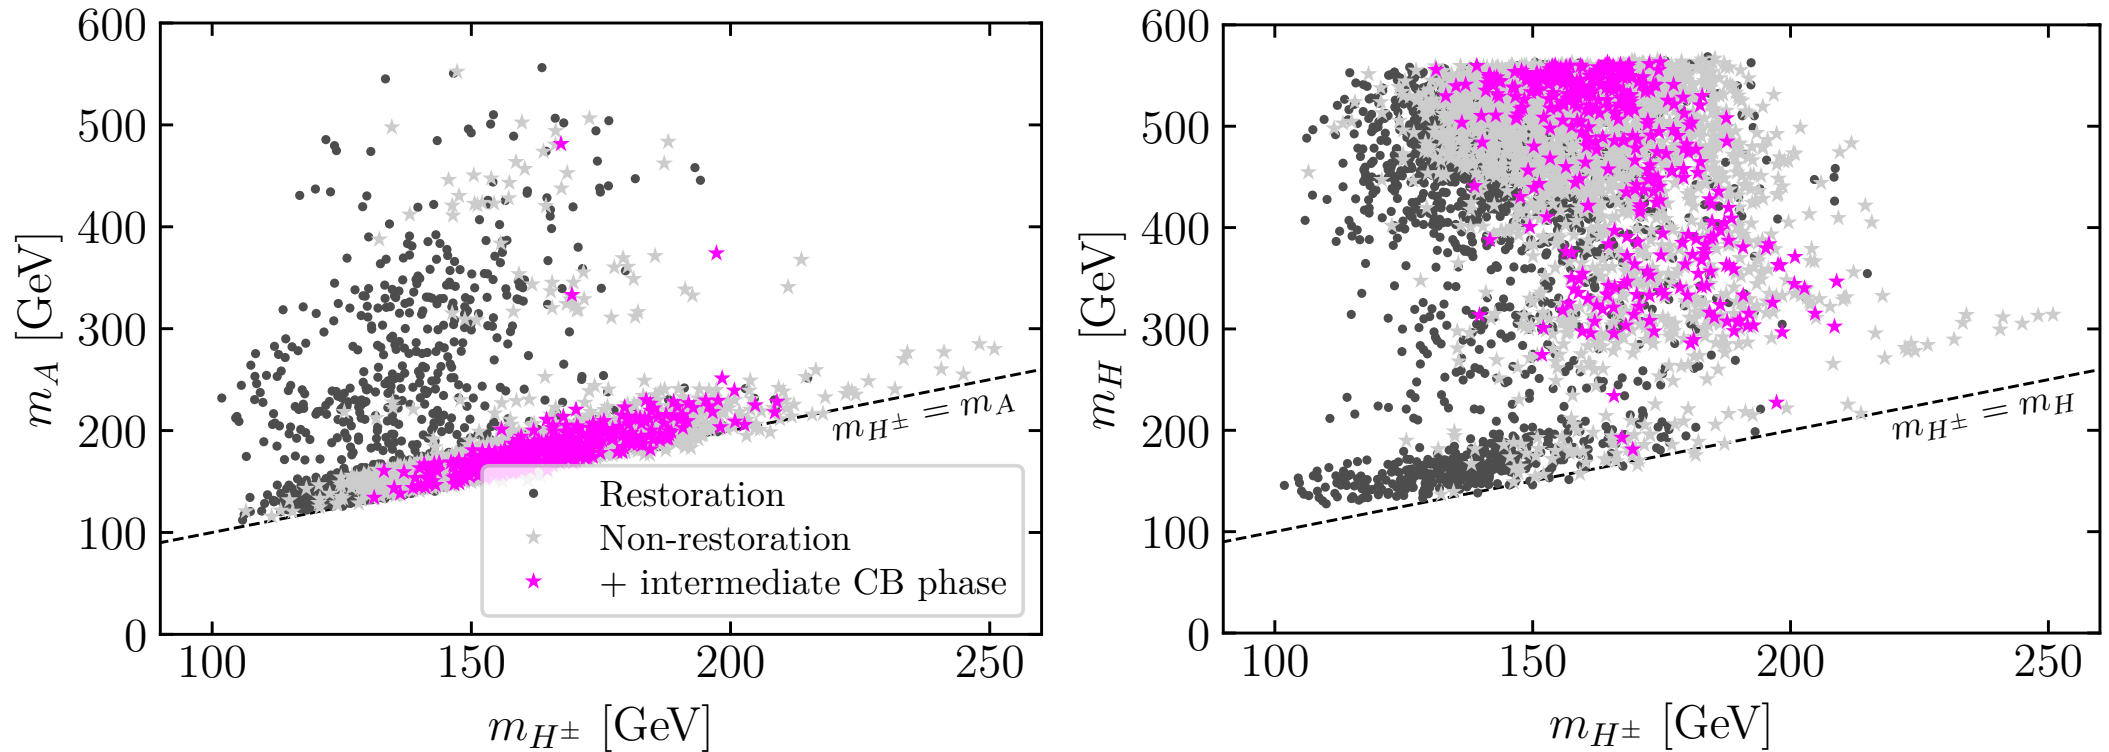 600
500
400
300
200
100
0
m_A [GeV]
m_{H^±} = m_A
Restoration
Non-restoration
+ intermediate CB phase
100 150 200 250
m_{H^±} [GeV]
600
500
400
300
200
100
0
m_H [GeV]
m_{H^±} = m_H
100 150 200 250
m_{H^±} [GeV]